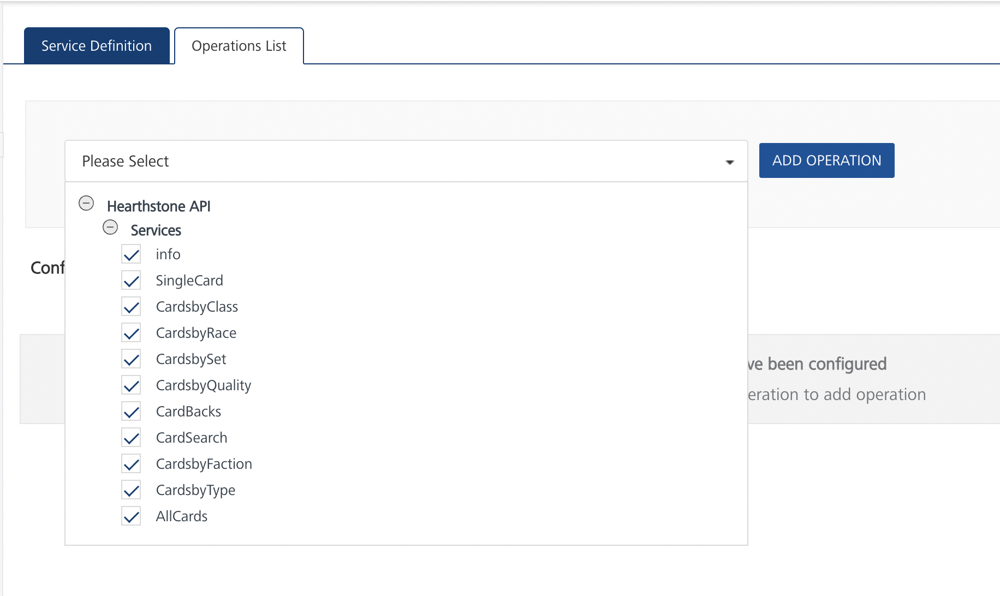 Service Definition
Operations List
Please Select
ADD OPERATION
Hearthstone API
Services
info
SingleCard
CardsbyClass
CardsbyRace
CardsbySet
CardsbyQuality
CardBacks
CardSearch
CardsbyFaction
CardsbyType
AllCards
Conf
ve been configured
eration to add operation